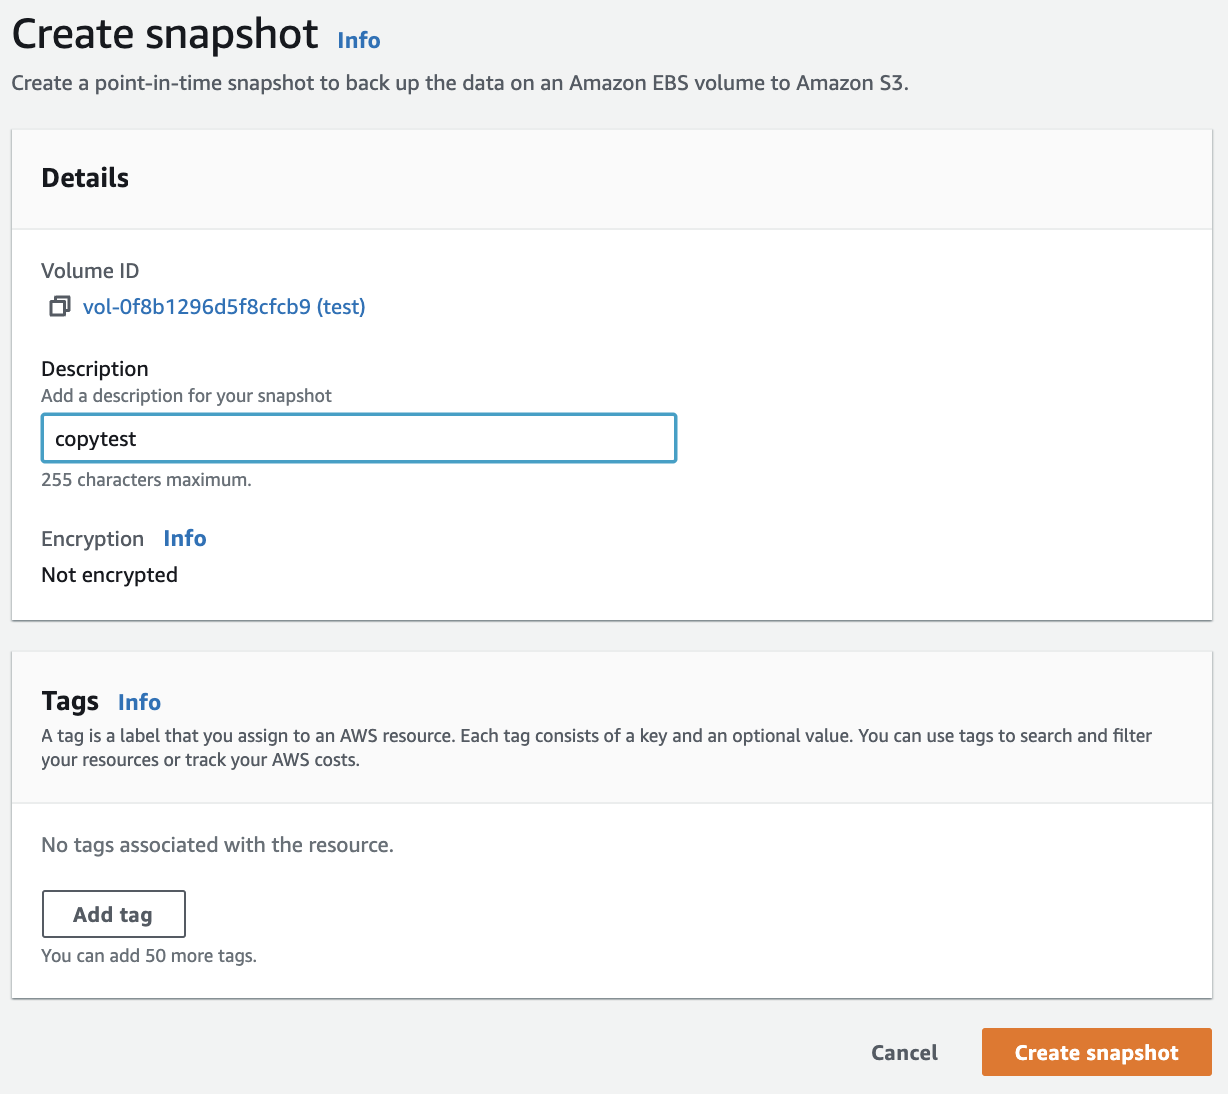 Create snapshot Info
Create a point-in-time snapshot to back up the data on an Amazon EBS volume to Amazon S3.
Details
Volume ID
vol-0f8b1296d5f8cfcb9 (test)
Description
Add a description for your snapshot
copytest
255 characters maximum.
Encryption Info
Not encrypted
Tags Info
A tag is a label that you assign to an AWS resource. Each tag consists of a key and an optional value. You can use tags to search and filter
your resources or track your AWS costs.
No tags associated with the resource.
Add tag
You can add 50 more tags.
Cancel Create snapshot